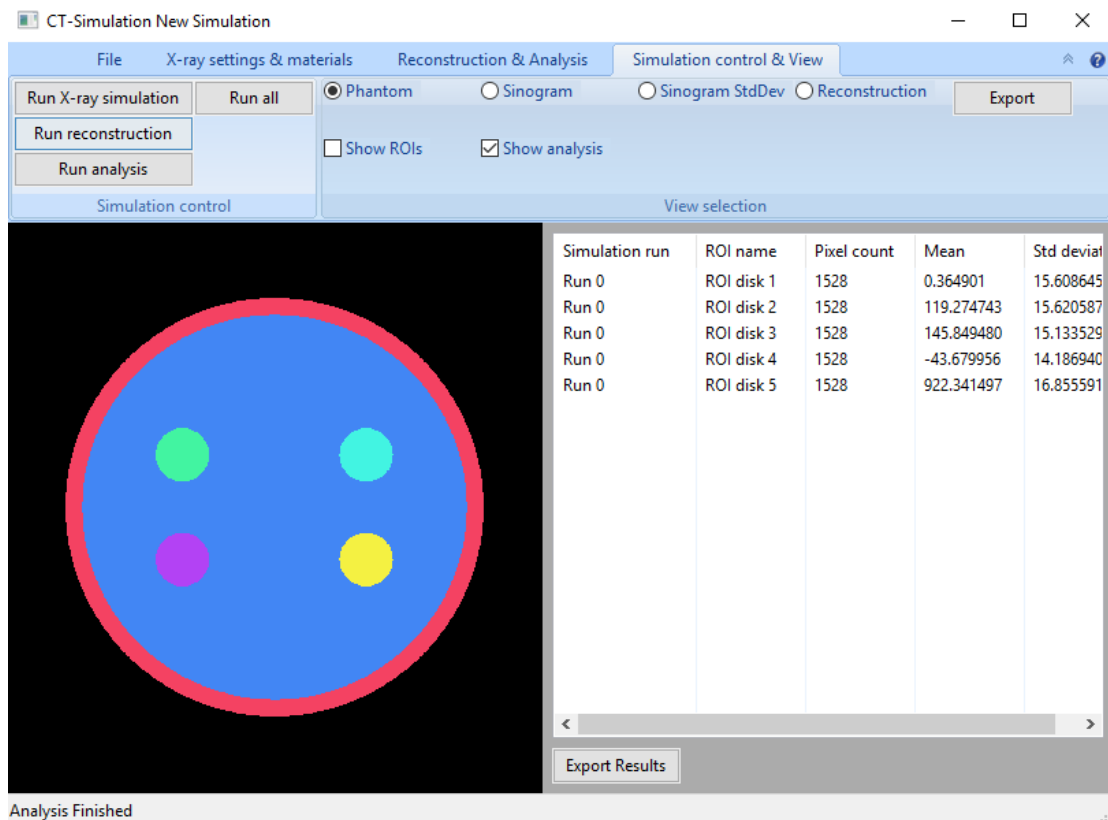 CT-Simulation New Simulation
File X-ray settings & materials Reconstruction & Analysis Simulation control & View
Run X-ray simulation Run all Phantom Sinogram Sinogram StdDev Reconstruction Export
Run reconstruction
Show ROIs Show analysis
Run analysis
Simulation control View selection
Simulation run ROI name Pixel count Mean Std deviat
Run 0 ROI disk 1 1528 0.364901 15.608645
Run 0 ROI disk 2 1528 119.274743 15.620587
Run 0 ROI disk 3 1528 145.849480 15.133529
Run 0 ROI disk 4 1528 -43.679956 14.186940
Run 0 ROI disk 5 1528 922.341497 16.855591
Export Results
Analysis Finished